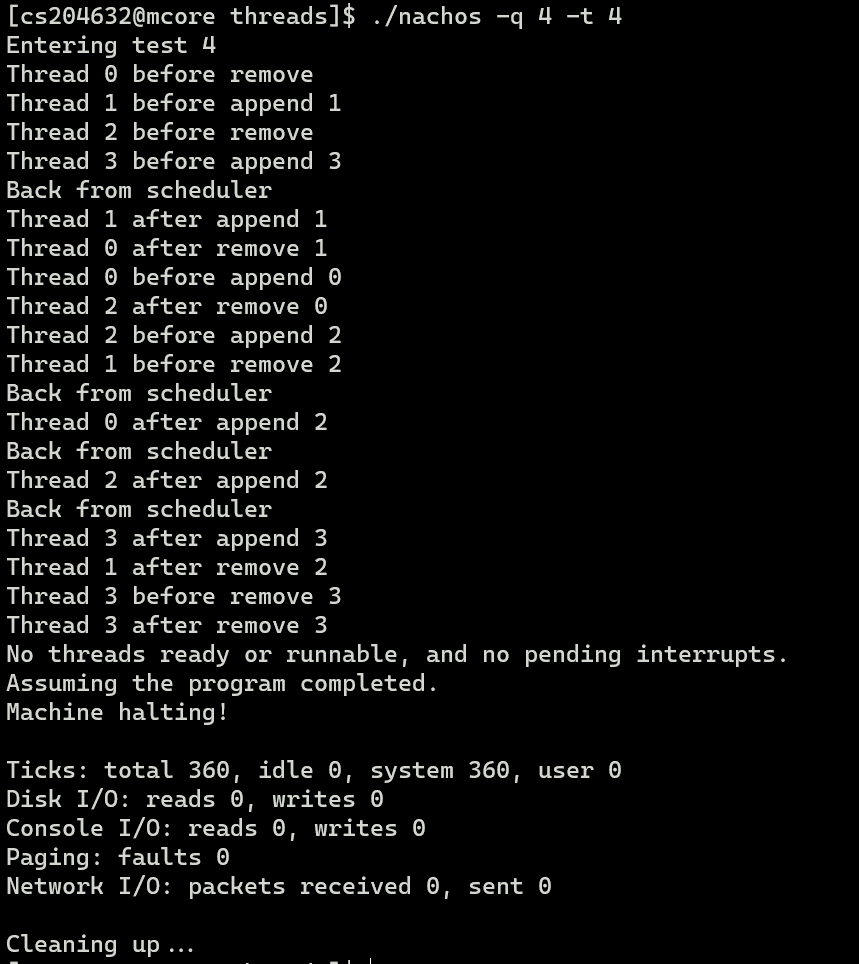 [cs204632@mcore threads]$ ./nachos -q 4 -t 4
Entering test 4
Thread 0 before remove
Thread 1 before append 1
Thread 2 before remove
Thread 3 before append 3
Back from scheduler
Thread 1 after append 1
Thread 0 after remove 1
Thread 0 before append 0
Thread 2 after remove 0
Thread 2 before append 2
Thread 1 before remove 2
Back from scheduler
Thread 0 after append 2
Back from scheduler
Thread 2 after append 2
Back from scheduler
Thread 3 after append 3
Thread 1 after remove 2
Thread 3 before remove 3
Thread 3 after remove 3
No threads ready or runnable, and no pending interrupts.
Assuming the program completed.
Machine halting!
Ticks: total 360, idle 0, system 360, user 0
Disk I/O: reads 0, writes 0
Console I/O: reads 0, writes 0
Paging: faults 0
Network I/O: packets received 0, sent 0
Cleaning up...